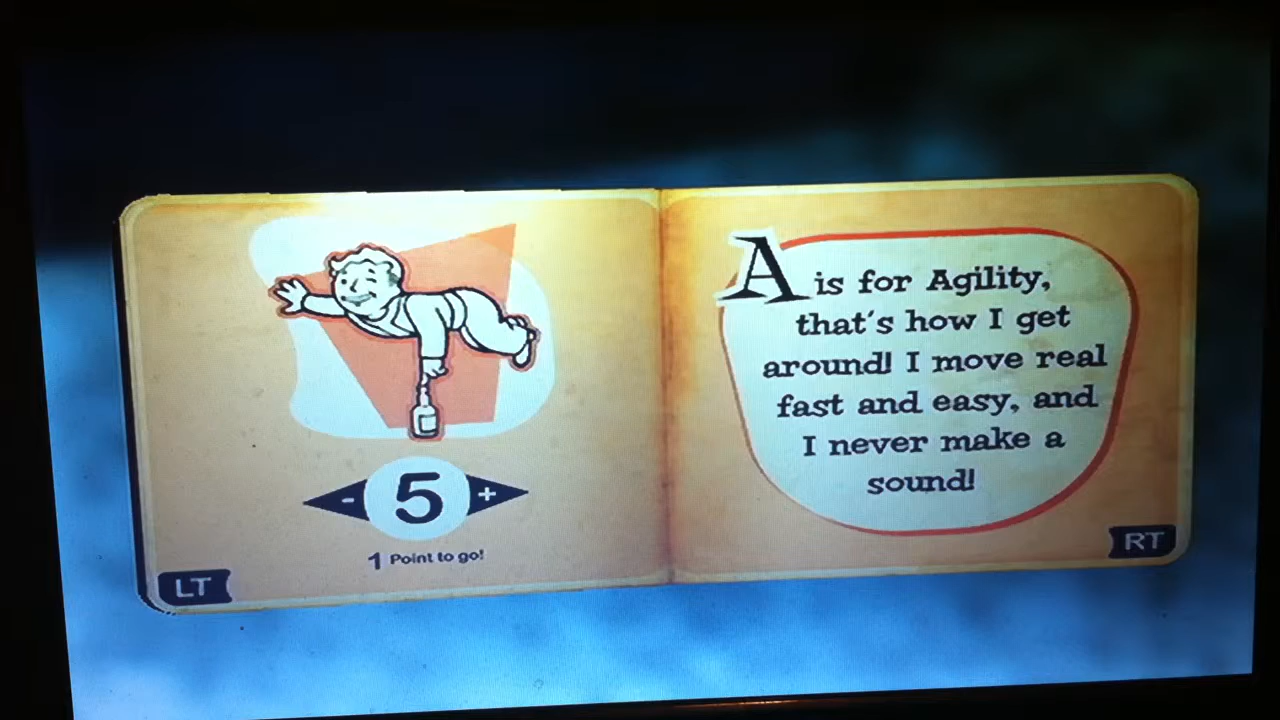 A is for Agility,
that's how I get
around! I move real
fast and easy, and
I never make a
sound!
- 5 +
1 Point to go!
LT
RT